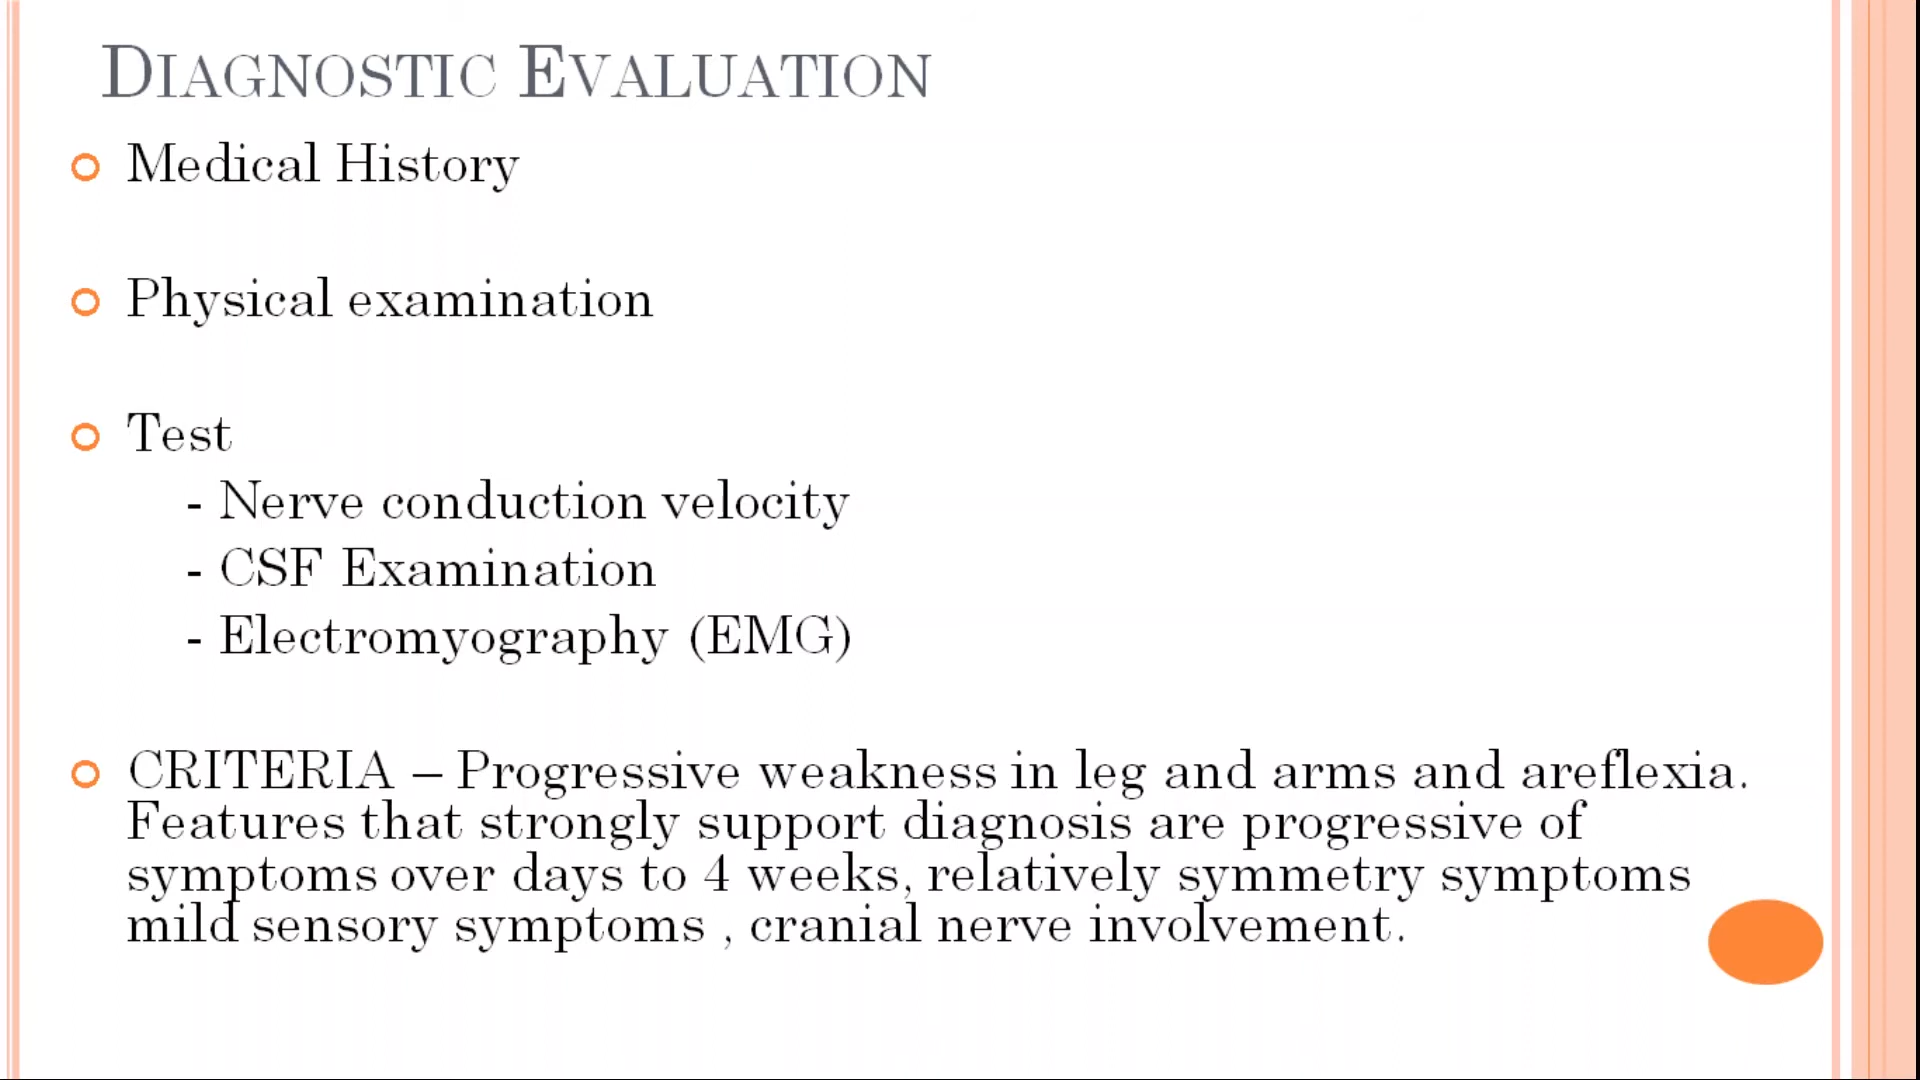 DIAGNOSTIC EVALUATION
Medical History
Physical examination
Test
- Nerve conduction velocity
- CSF Examination
- Electromyography (EMG)
CRITERIA – Progressive weakness in leg and arms and areflexia.
Features that strongly support diagnosis are progressive of
symptoms over days to 4 weeks, relatively symmetry symptoms
mild sensory symptoms , cranial nerve involvement.